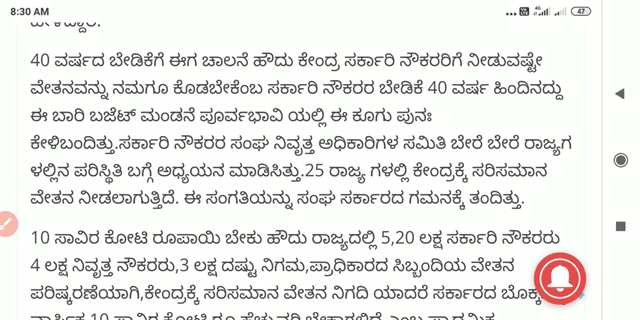 8:30 AM
47
40 ವರ್ಷದ ಬೇಡಿಕೆಗೆ ಈಗ ಚಾಲನೆ ಹೌದು ಕೇಂದ್ರ ಸರ್ಕಾರಿ ನೌಕರರಿಗೆ ನೀಡುವಷ್ಟೇ
ವೇತನವನ್ನು ನಮಗೂ ಕೊಡಬೇಕೆಂಬ ಸರ್ಕಾರಿ ನೌಕರರ ಬೇಡಿಕೆ 40 ವರ್ಷ ಹಿಂದಿನದ್ದು
ಈ ಬಾರಿ ಬಜೆಟ್ ಮಂಡನೆ ಪೂರ್ವಭಾವಿ ಯಲ್ಲಿ ಈ ಕೂಗು ಪುನಃ
ಕೇಳಿಬಂದಿತ್ತು.ಸರ್ಕಾರಿ ನೌಕರರ ಸಂಘ ನಿವೃತ್ತ ಅಧಿಕಾರಿಗಳ ಸಮಿತಿ ಬೇರೆ ಬೇರೆ ರಾಜ್ಯಗ
ಳಲ್ಲಿನ ಪರಿಸ್ಥಿತಿ ಬಗ್ಗೆ ಅಧ್ಯಯನ ಮಾಡಿಸಿತ್ತು.25 ರಾಜ್ಯ ಗಳಲ್ಲಿ ಕೇಂದ್ರಕ್ಕೆ ಸರಿಸಮಾನ
ವೇತನ ನೀಡಲಾಗುತ್ತಿದೆ. ಈ ಸಂಗತಿಯನ್ನು ಸಂಘ ಸರ್ಕಾರದ ಗಮನಕ್ಕೆ ತಂದಿತ್ತು.
10 ಸಾವಿರ ಕೋಟಿ ರೂಪಾಯಿ ಬೇಕು ಹೌದು ರಾಜ್ಯದಲ್ಲಿ 5,20 ಲಕ್ಷ ಸರ್ಕಾರಿ ನೌಕರರು
4 ಲಕ್ಷ ನಿವೃತ್ತ ನೌಕರರು,3 ಲಕ್ಷ ದಷ್ಟು ನಿಗಮ,ಪ್ರಾಧಿಕಾರದ ಸಿಬ್ಬಂದಿಯ ವೇತನ
ಪರಿಷ್ಕರಣೆಯಾಗಿ,ಕೇಂದ್ರಕ್ಕೆ ಸರಿಸಮಾನ ವೇತನ ನಿಗದಿ ಯಾದರೆ ಸರ್ಕಾರದ